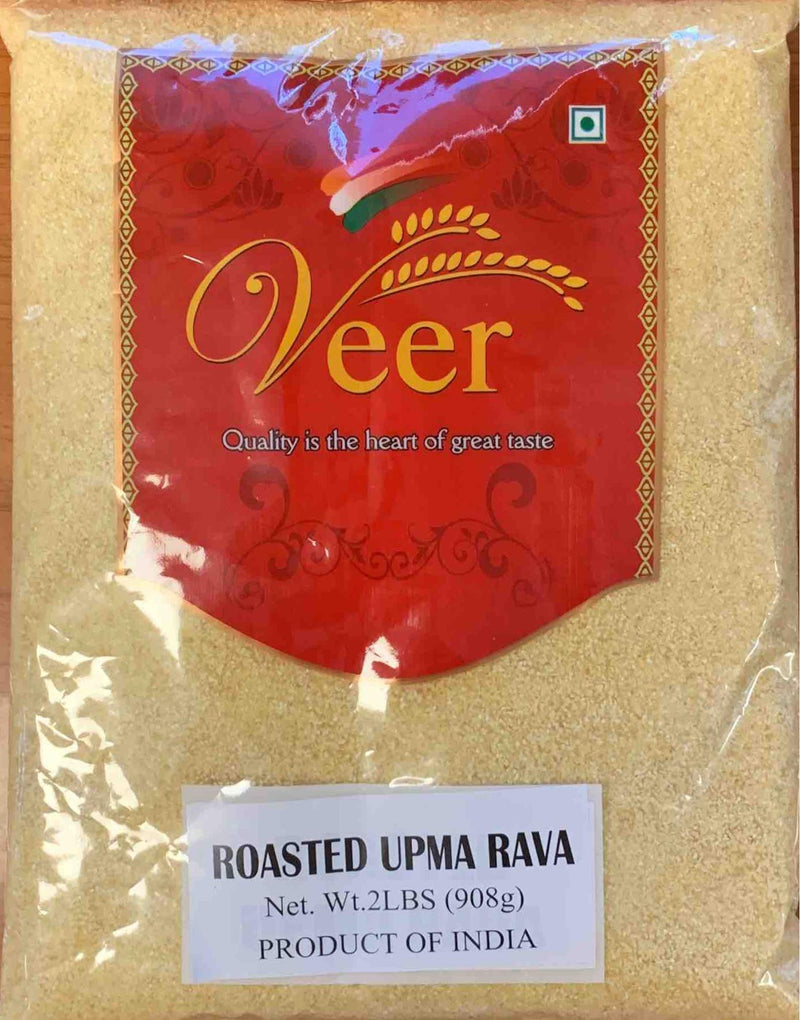 Veer
Quality is the heart of great taste
ROASTED UPMA RAVA
Net. Wt.2LBS (908g)
PRODUCT OF INDIA